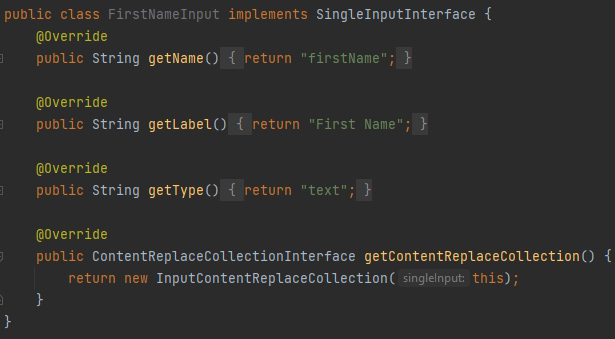 public class FirstNameInput implements SingleInputInterface {
@Override
public String getName() { return "firstName"; }
@Override
public String getLabel() { return "First Name"; }
@Override
public String getType() { return "text"; }
@Override
public ContentReplaceCollectionInterface getContentReplaceCollection() {
return new InputContentReplaceCollection( singleInput: this);
}
}